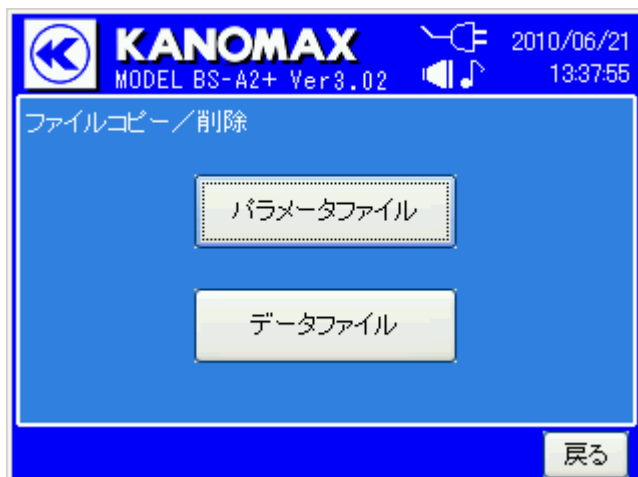 KANOMAX
2010/06/21
MODEL BS-A2+ Ver3.02
13:37:55
ファイルコピー／削除
パラメータファイル
データファイル
戻る